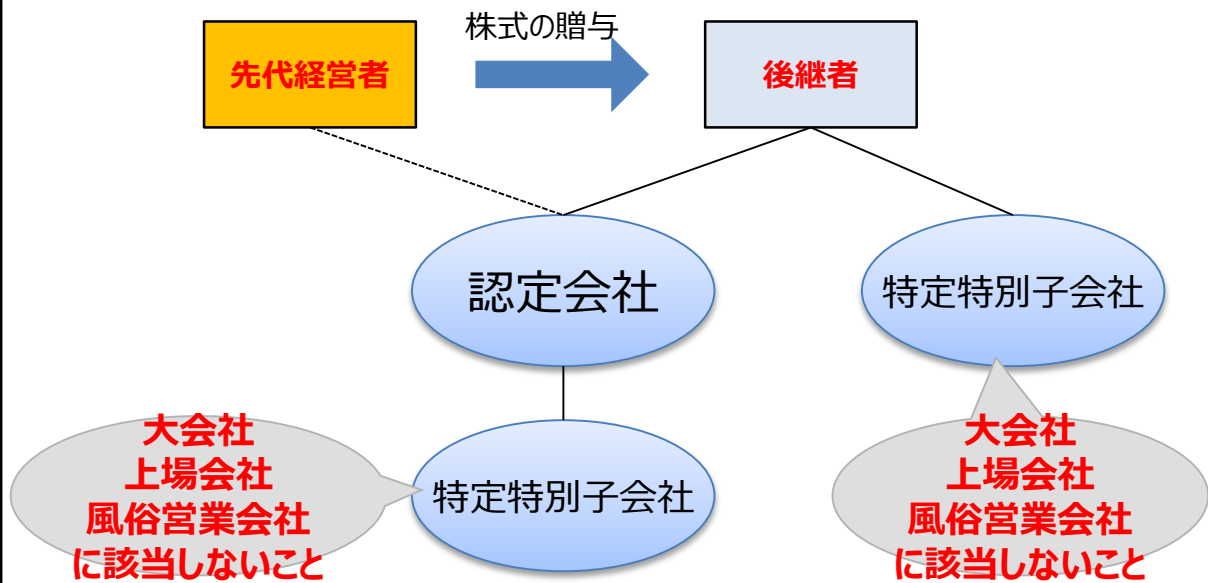 株式の贈与
先代経営者
後継者
認定会社
特定特別子会社
大会社
上場会社
風俗営業会社
に該当しないこと
特定特別子会社
大会社
上場会社
風俗営業会社
に該当しないこと